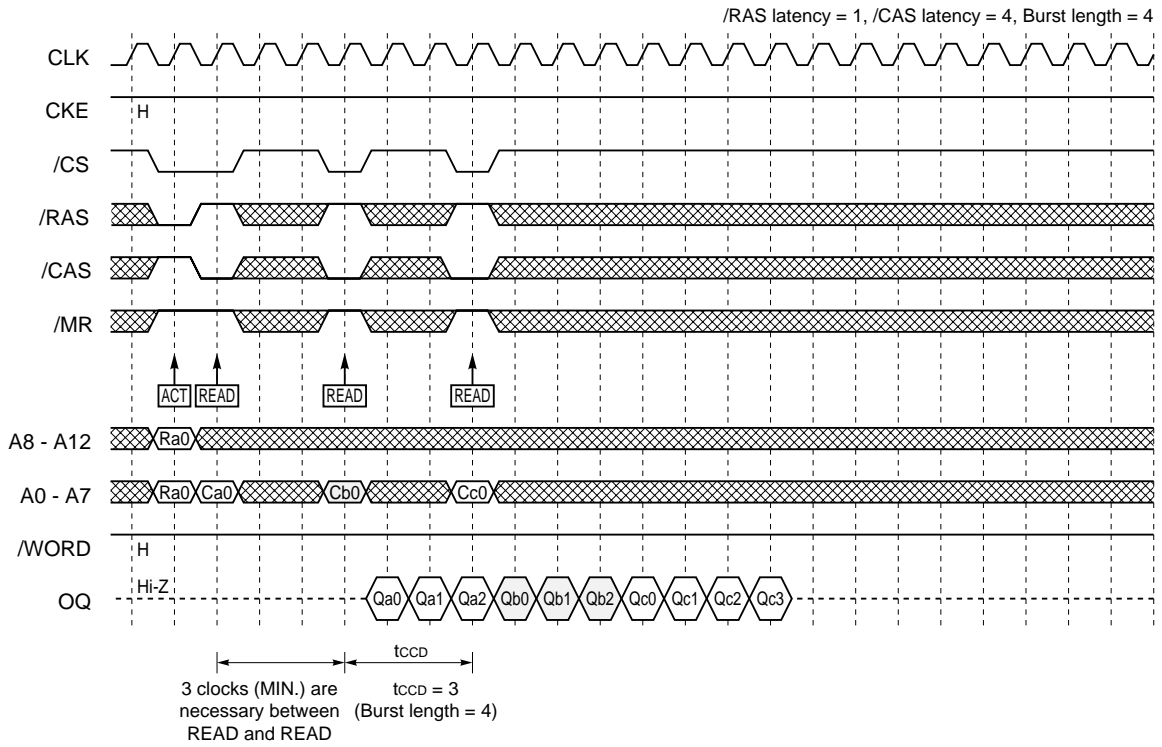 /RAS latency = 1, /CAS latency = 4, Burst length = 4
CLK
CKE H
/CS
/RAS
/CAS
/MR
ACT READ READ READ
A8 - A12 Ra0
A0 - A7 Ra0 Ca0 Cb0 Cc0
/WORD H
Hi-Z
OQ Qa0 Qa1 Qa2 Qb0 Qb1 Qb2 Qc0 Qc1 Qc2 Qc3
tCCD
3 clocks (MIN.) are tCCD = 3
necessary between (Burst length = 4)
READ and READ